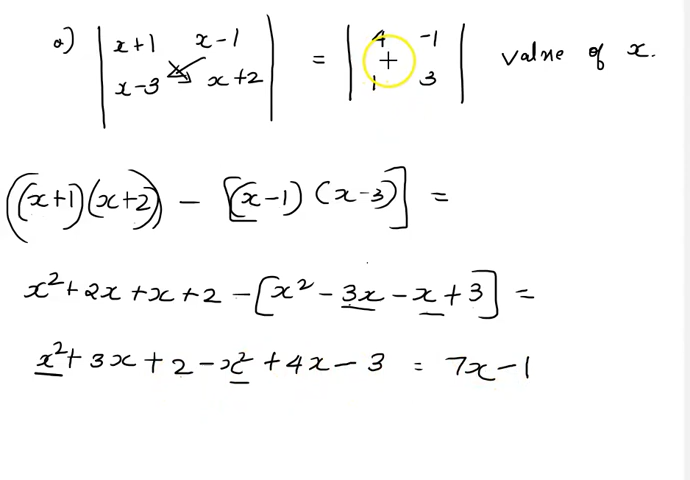 a) | x+1 x-1 | = | 4 -1 | value of x.
| x-3 x+2 | | 1 3 |
((x+1)(x+2)) - [(x-1)(x-3)] =
x²+2x+x+2-[x²-3x-x+3] =
x²+3x+2-x²+4x-3 = 7x-1